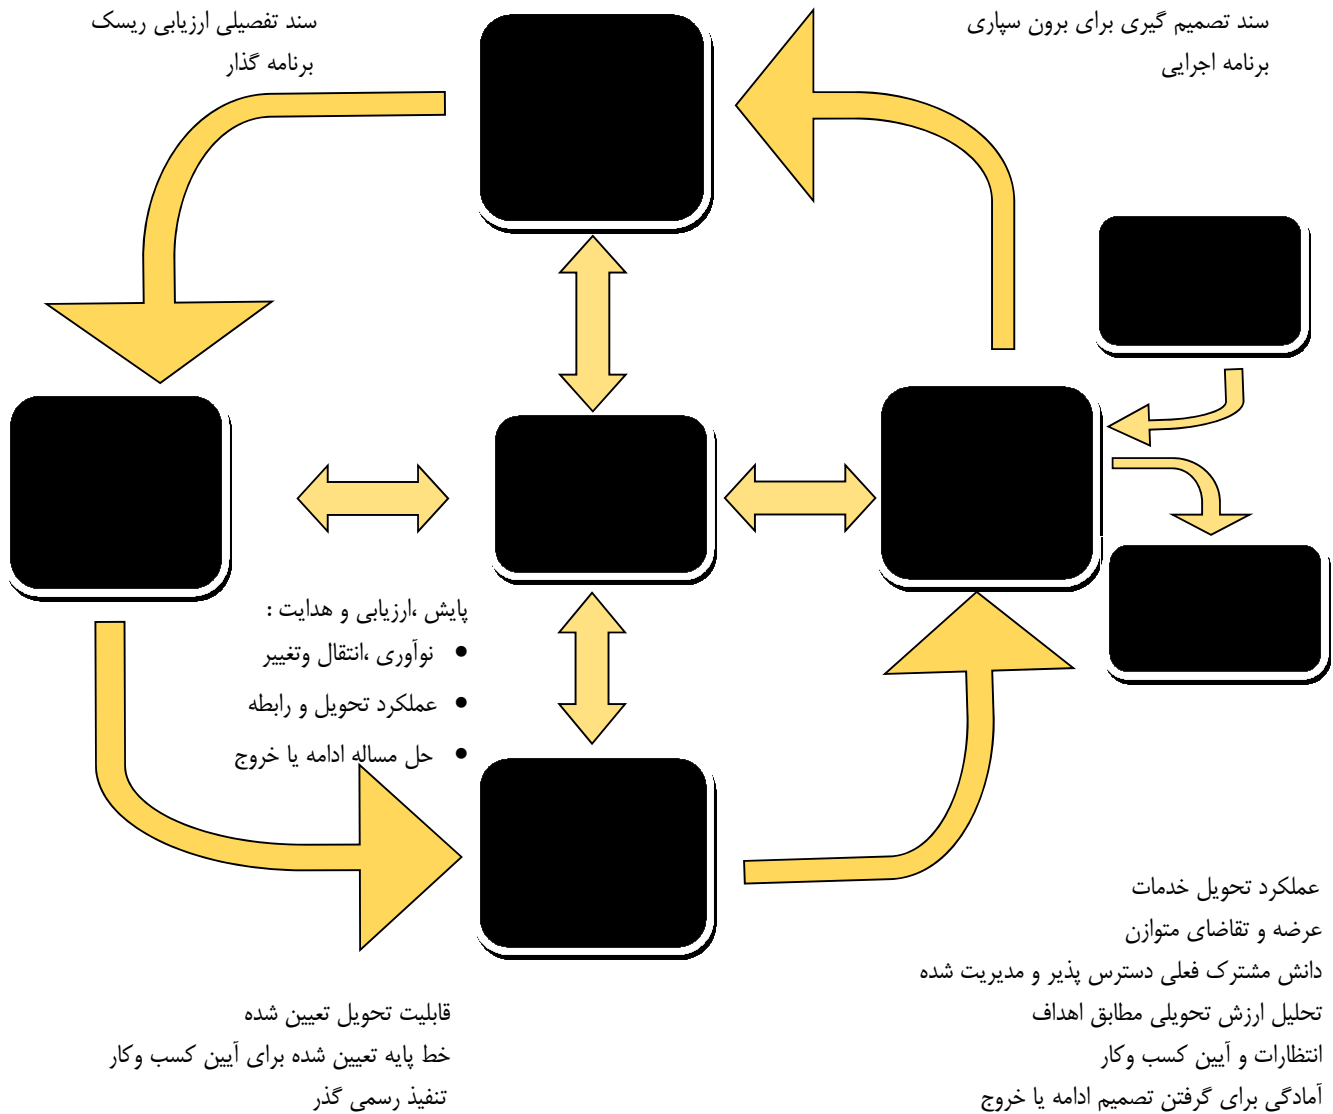 سند تصمیم گیری برای برون سپاری
برنامه اجرایی
سند تفصیلی ارزیابی ریسک
برنامه گذار
پایش ،ارزیابی و هدایت :
• نوآوری ،انتقال وتغییر
• عملکرد تحویل و رابطه
• حل مساله ادامه یا خروج
عملکرد تحویل خدمات
عرضه و تقاضای متوازن
دانش مشترک فعلی دسترس پذیر و مدیریت شده
تحلیل ارزش تحویلی مطابق اهداف
انتظارات و آیین کسب وکار
آمادگی برای گرفتن تصمیم ادامه یا خروج
قابلیت تحویل تعیین شده
خط پایه تعیین شده برای آیین کسب وکار
تنفیذ رسمی گذر